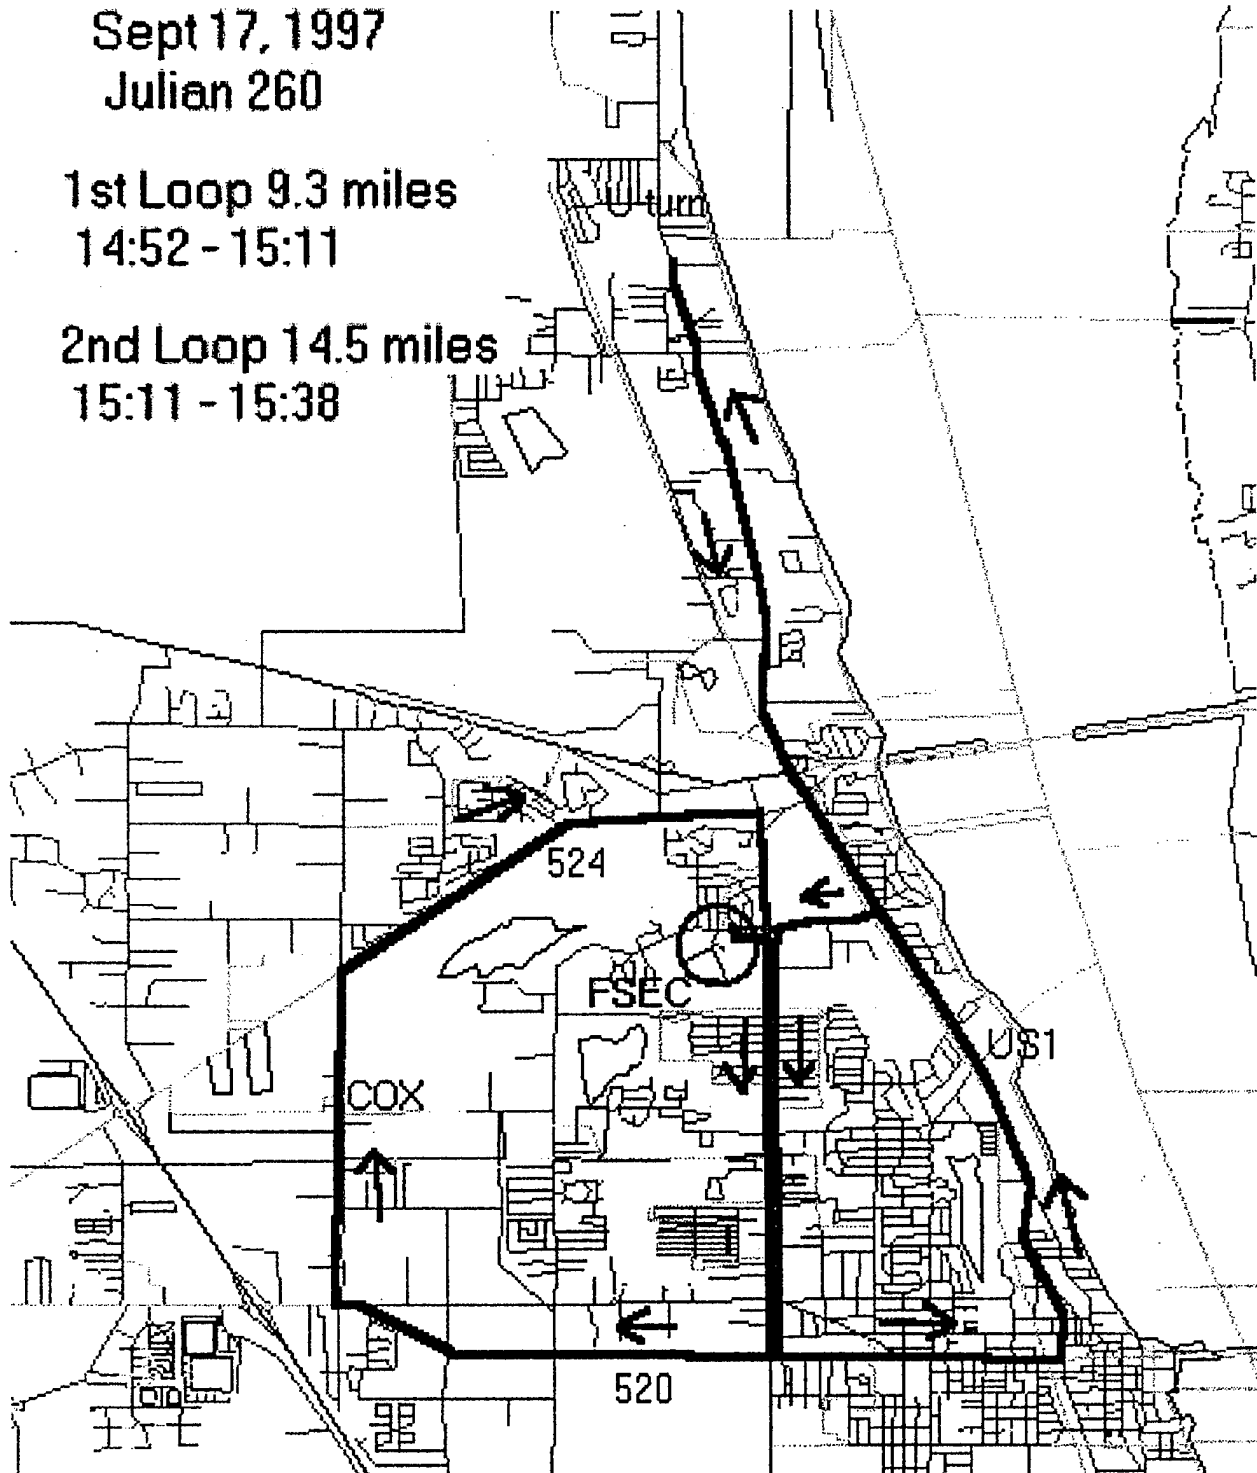 Sept 17, 1997
Julian 260
1st Loop 9.3 miles
14:52 - 15:11
2nd Loop 14.5 miles
15:11 - 15:38
U turn
524
FSEC
US1
COX
520